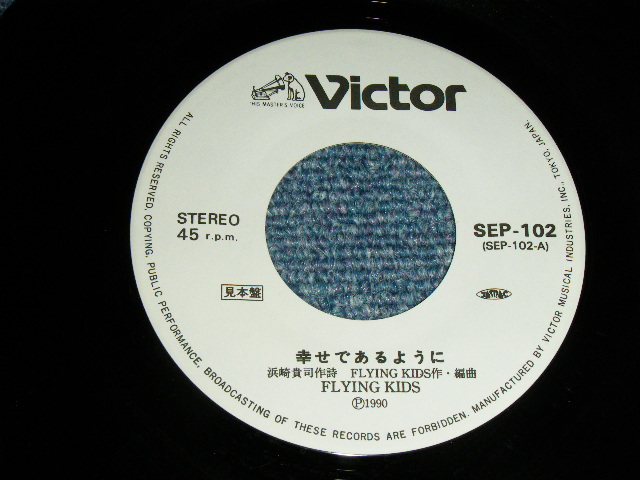 Victor
"HIS MASTER'S VOICE"
STEREO
45 r.p.m.
SEP-102
(SEP-102-A)
見本盤
幸せであるように
浜崎貴司作詩 FLYING KIDS作・編曲
FLYING KIDS
Ⓟ1990
ALL RIGHTS RESERVED. COPYING, PUBLIC PERFORMANCE, BROADCASTING OF THESE RECORDS ARE FORBIDDEN. MANUFACTURED BY VICTOR MUSICAL INDUSTRIES, INC., TOKYO, JAPAN.